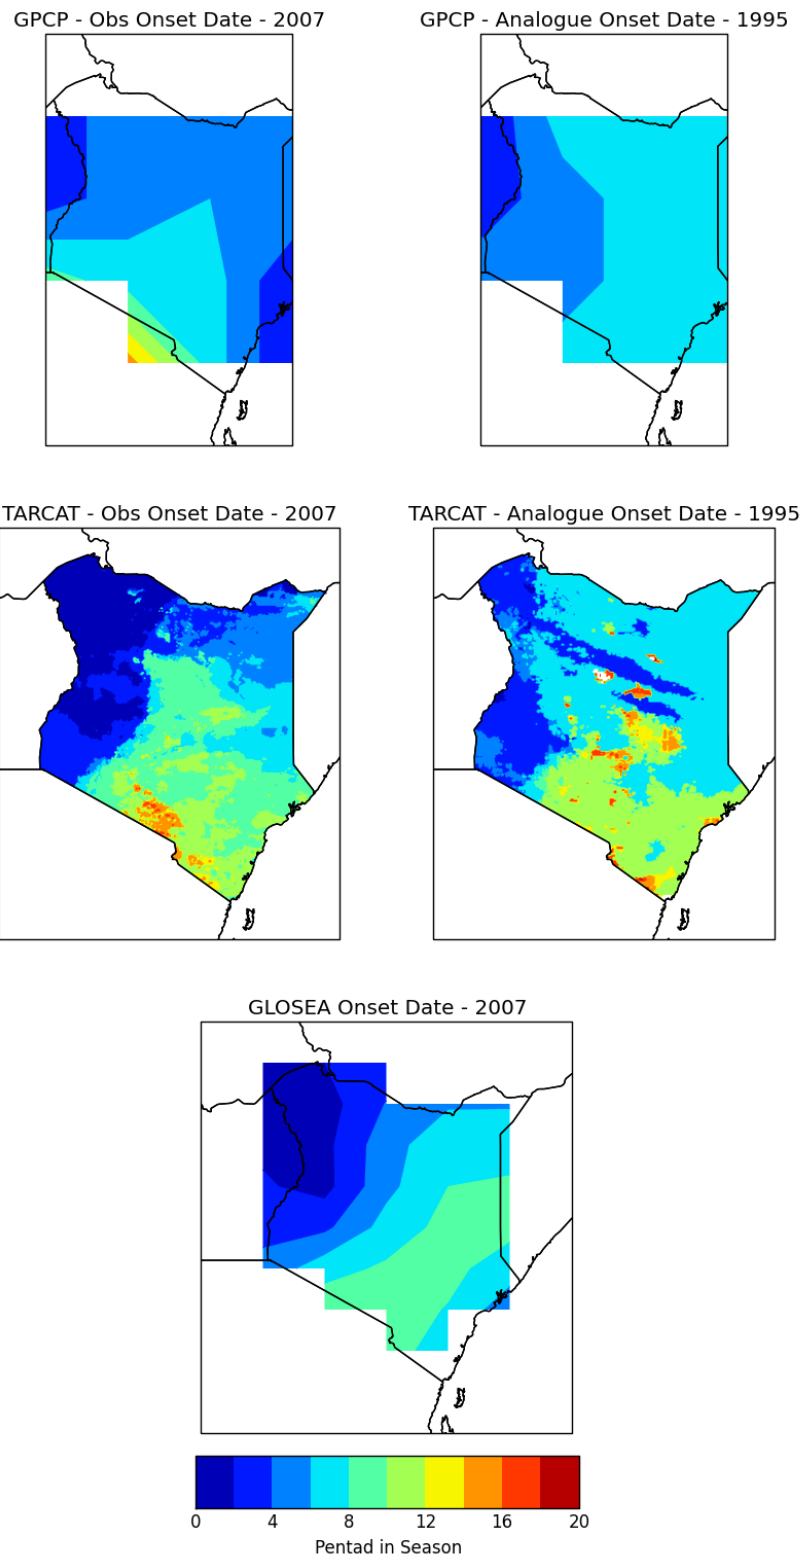 GPCP - Obs Onset Date - 2007
GPCP - Analogue Onset Date - 1995
TARCAT - Obs Onset Date - 2007
TARCAT - Analogue Onset Date - 1995
GLOSEA Onset Date - 2007
0 4 8 12 16 20
Pentad in Season